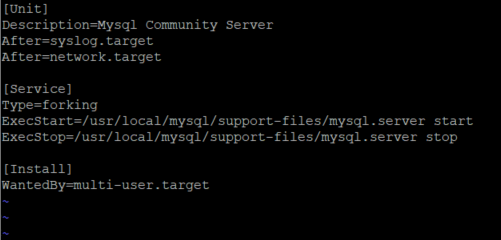 [Unit]
Description=Mysql Community Server
After=syslog.target
After=network.target

[Service]
Type=forking
ExecStart=/usr/local/mysql/support-files/mysql.server start
ExecStop=/usr/local/mysql/support-files/mysql.server stop

[Install]
WantedBy=multi-user.target
~
~
~